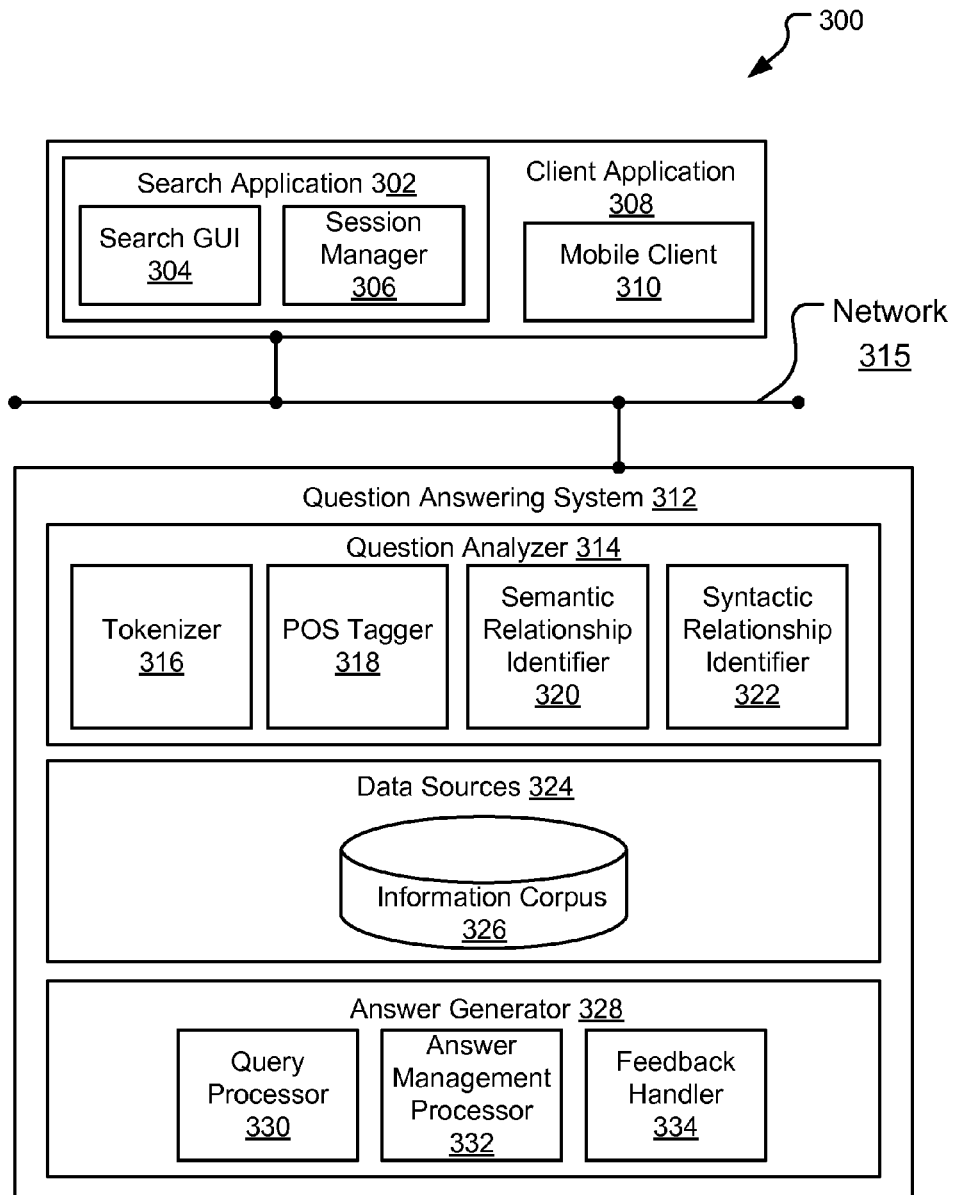 300
Search Application 302
Client Application
308
Search GUI
304
Session
Manager
306
Mobile Client
310
Network
315
Question Answering System 312
Question Analyzer 314
Tokenizer
316
POS Tagger
318
Semantic
Relationship
Identifier
320
Syntactic
Relationship
Identifier
322
Data Sources 324
Information Corpus
326
Answer Generator 328
Query
Processor
330
Answer
Management
Processor
332
Feedback
Handler
334